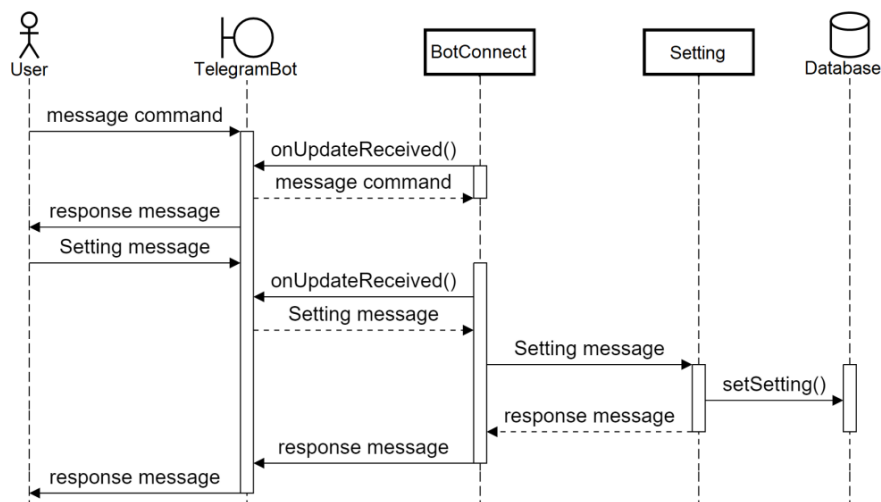 User
TelegramBot
BotConnect
Setting
Database
message command
onUpdateReceived()
message command
response message
Setting message
onUpdateReceived()
Setting message
Setting message
setSetting()
response message
response message
response message